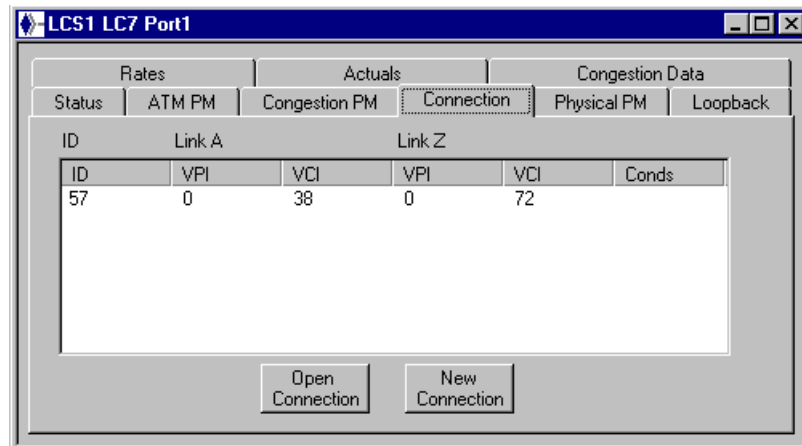 LCS1 LC7 Port1
Rates Actuals Congestion Data
Status ATM PM Congestion PM Connection Physical PM Loopback
ID Link A Link Z
ID VPI VCI VPI VCI Conds
57 0 38 0 72
Open Connection
New Connection